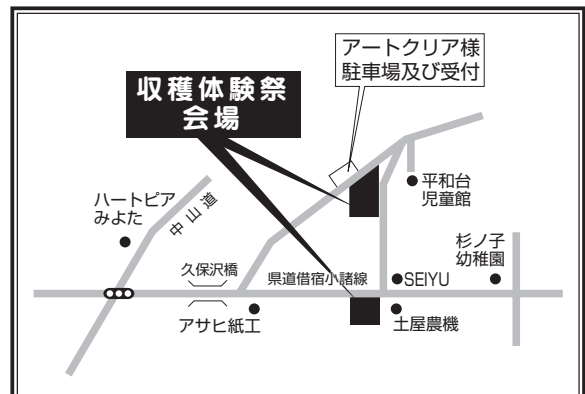 アートクリア様
駐車場及び受付
収穫体験祭
会場
ハートピア
みよた
中山道
平和台
児童館
杉ノ子
幼稚園
久保沢橋
県道借宿小諸線
SEIYU
アサヒ紙工
土屋農機